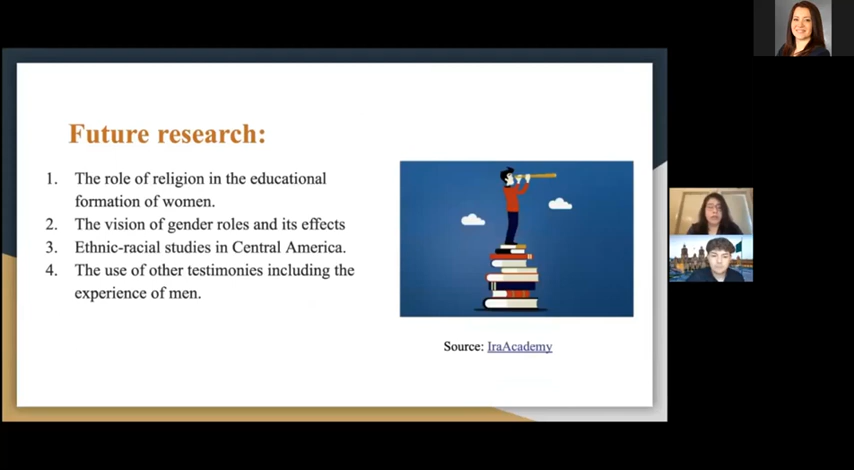 Future research:
1. The role of religion in the educational
formation of women.
2. The vision of gender roles and its effects
3. Ethnic-racial studies in Central America.
4. The use of other testimonies including the
experience of men.
Source: IraAcademy